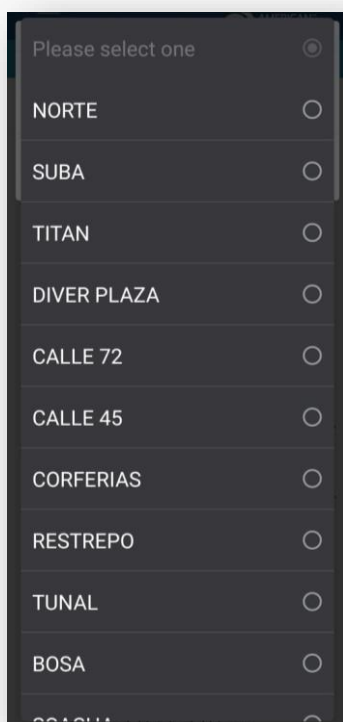 Please select one
NORTE
SUBA
TITAN
DIVER PLAZA
CALLE 72
CALLE 45
CORFERIAS
RESTREPO
TUNAL
BOSA